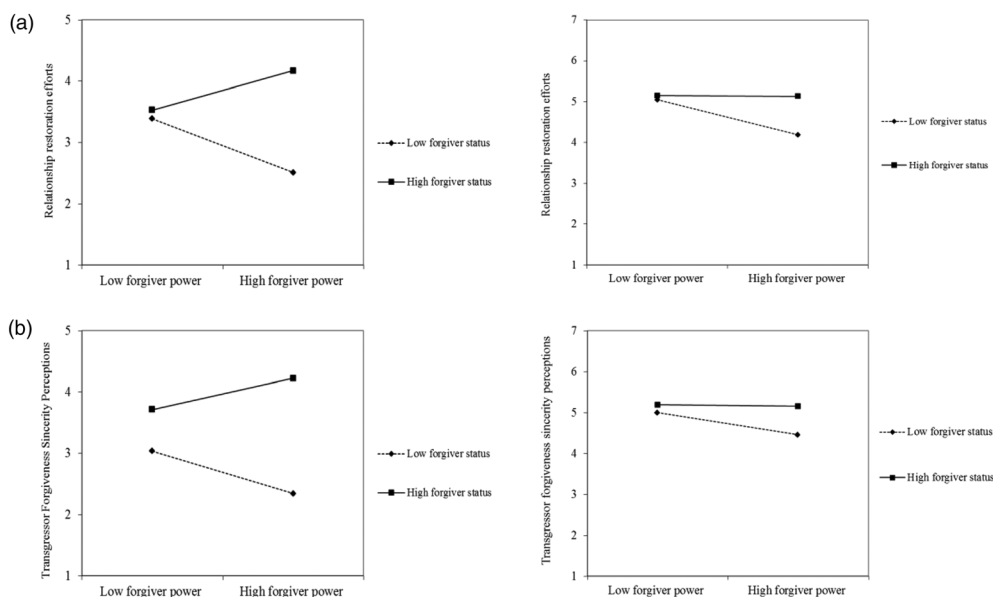 (a)
Relationship restoration efforts
5
4
3
2
1
Low forgiver power
High forgiver power
Low forgiver status
High forgiver status
Relationship restoration efforts
7
6
5
4
3
2
1
Low forgiver power
High forgiver power
Low forgiver status
High forgiver status
(b)
Transgressor Forgiveness Sincerity Perceptions
5
4
3
2
1
Low forgiver power
High forgiver power
Low forgiver status
High forgiver status
Transgressor forgiveness sincerity perceptions
7
6
5
4
3
2
1
Low forgiver power
High forgiver power
Low forgiver status
High forgiver status